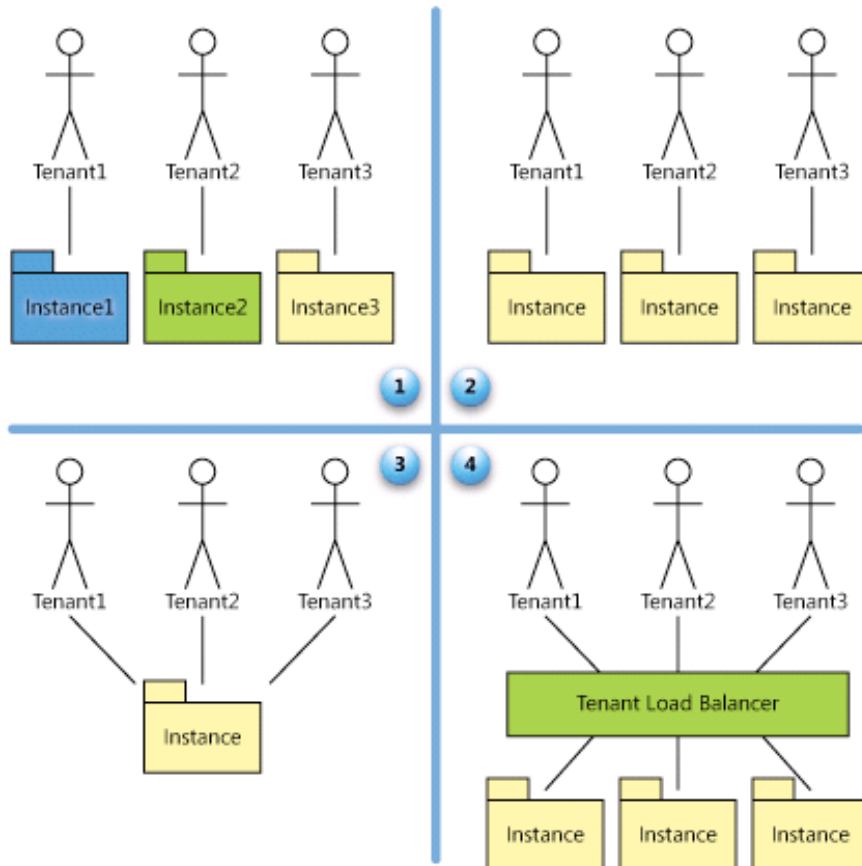 Tenant1 Tenant2 Tenant3
Instance1 Instance2 Instance3
1
Tenant1 Tenant2 Tenant3
Instance Instance Instance
2
3
Tenant1 Tenant2 Tenant3
Instance
4
Tenant1 Tenant2 Tenant3
Tenant Load Balancer
Instance Instance Instance